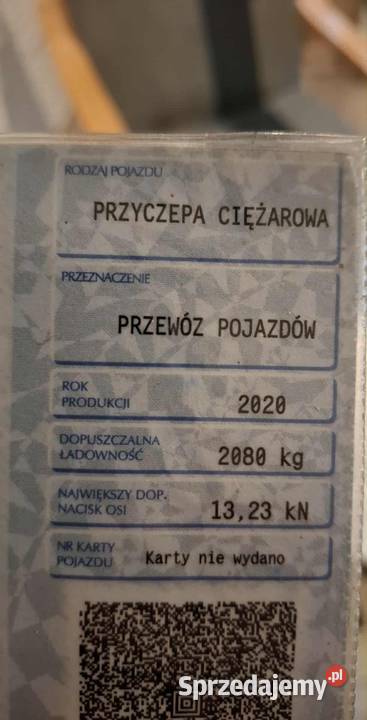 RODZAJ POJAZDU
PRZYCZEPA CIĘŻAROWA
PRZEZNACZENIE
PRZEWÓZ POJAZDÓW
ROK
PRODUKCJI
2020
DOPUSZCZALNA
ŁADOWNOŚĆ
2080 kg
NAJWIĘKSZY DOP.
NACISK OSI
13,23 kN
NR KARTY
POJAZDU
Karty nie wydano
Sprzedajemy.pl